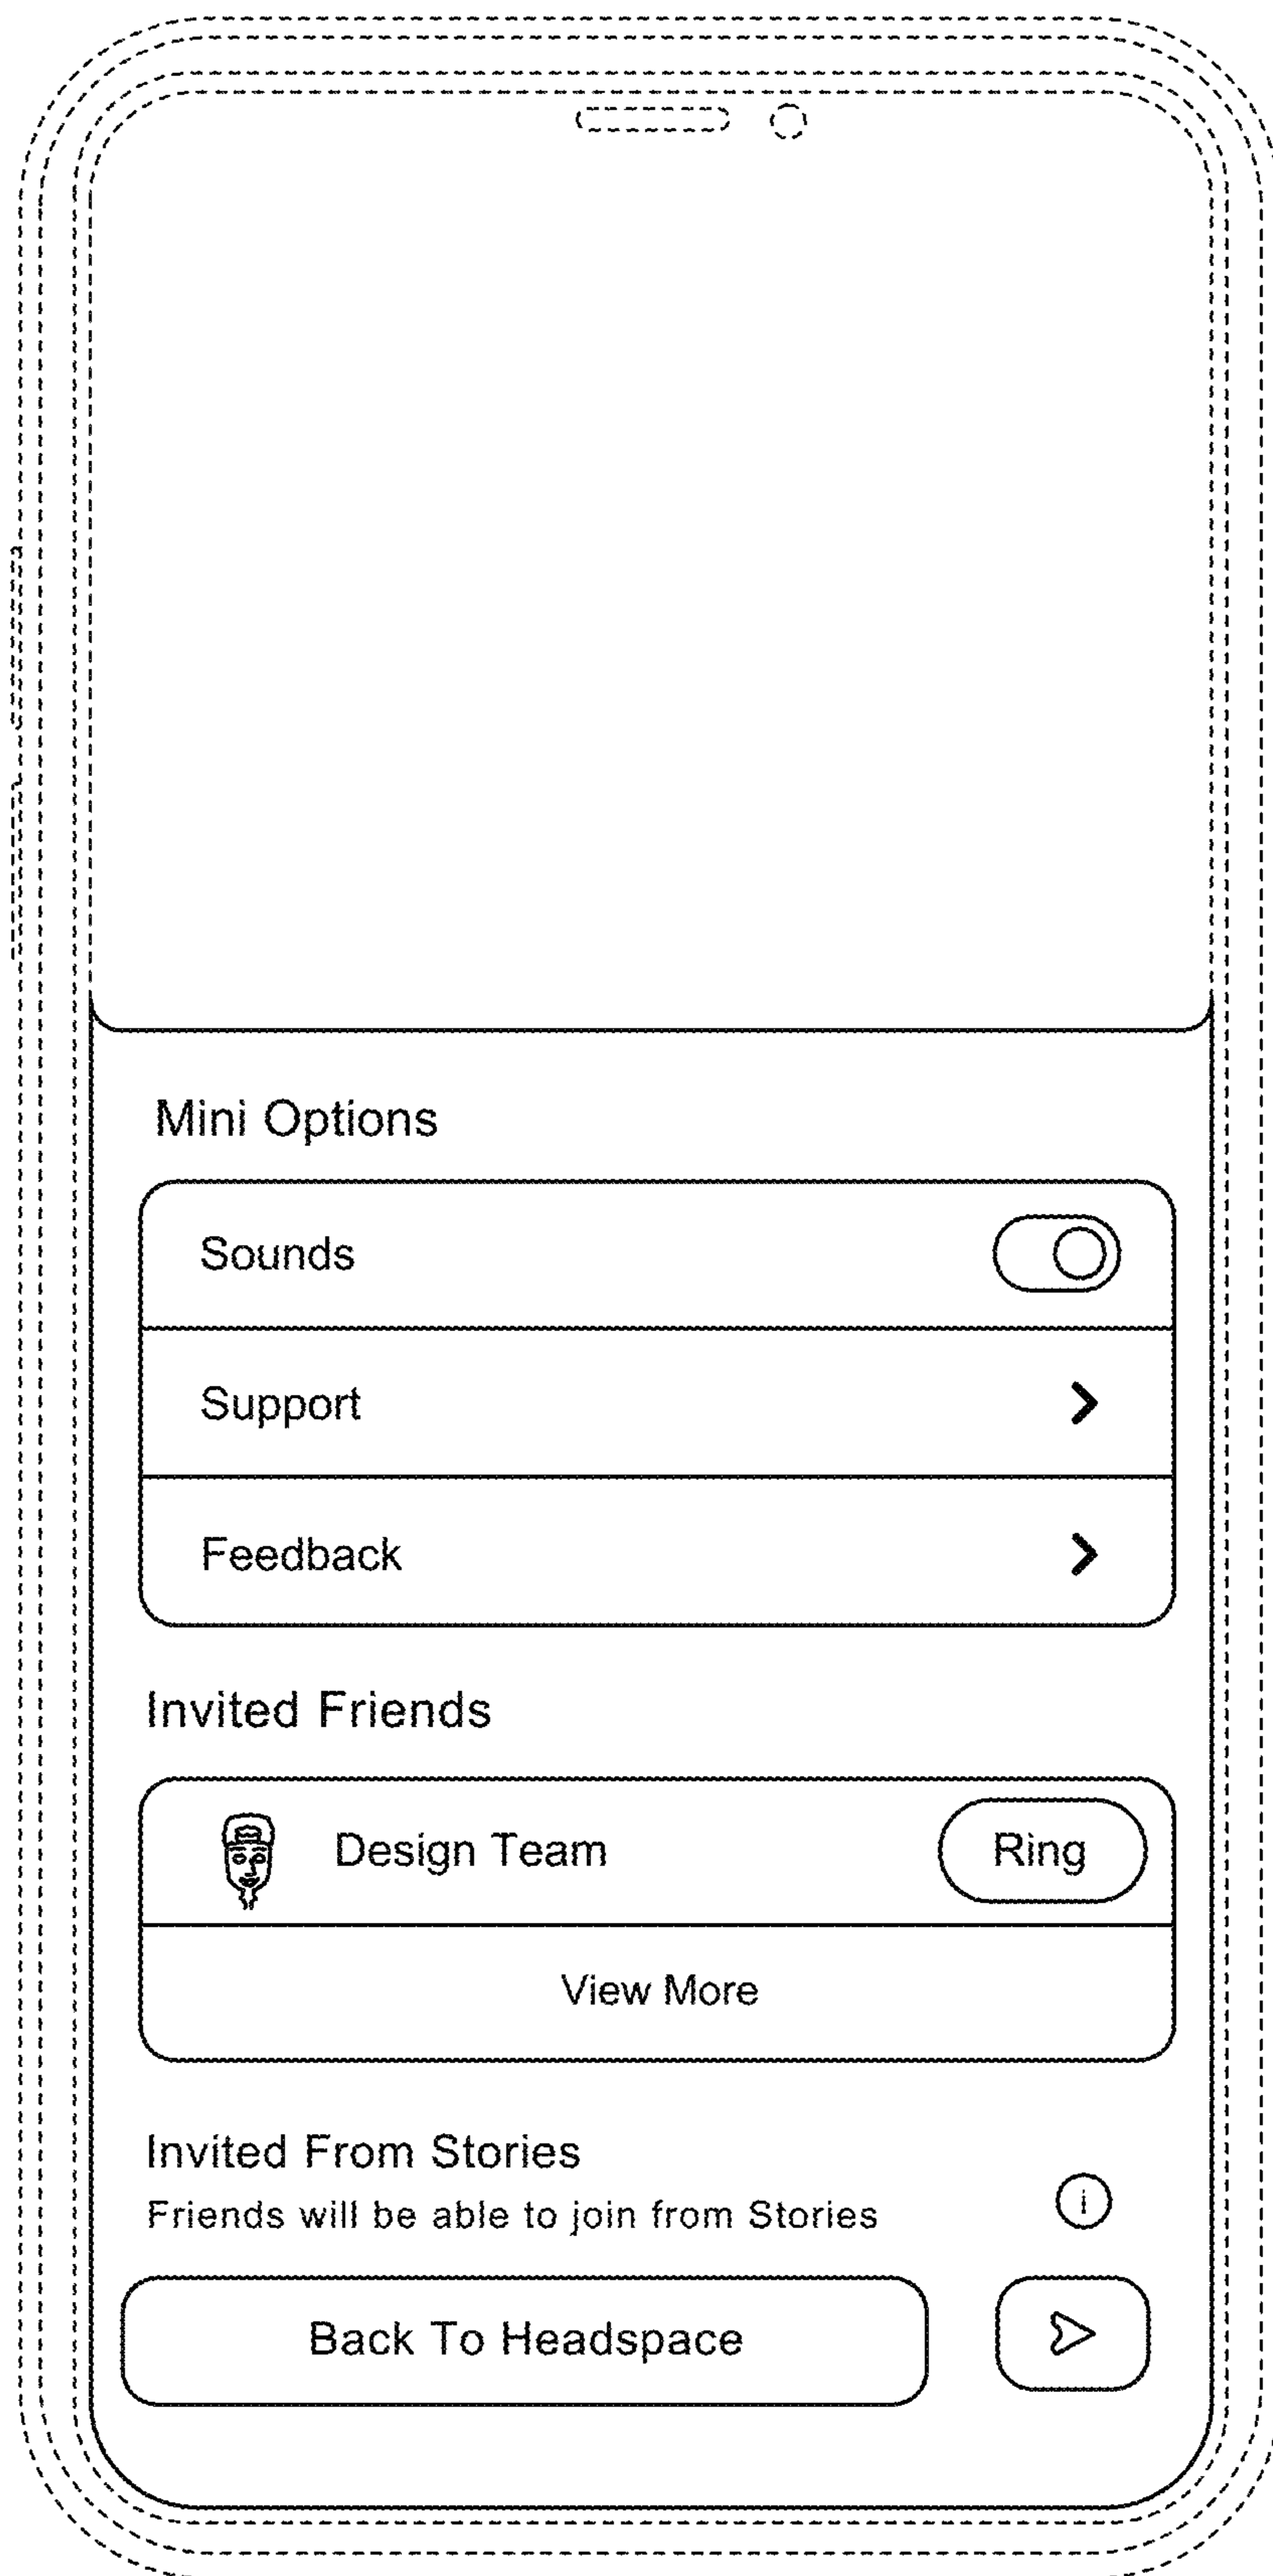 Mini Options
Sounds
Support
Feedback
Invited Friends
Design Team
Ring
View More
Invited From Stories
Friends will be able to join from Stories
i
Back To Headspace